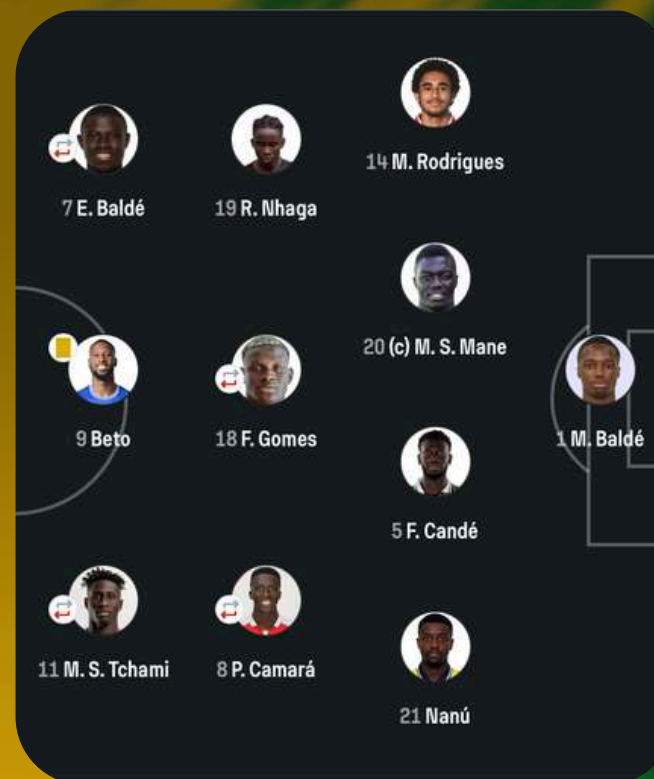 14 M. Rodrigues
7 E. Baldé
19 R. Nhaga
20 (c) M. S. Mane
9 Beto
18 F. Gomes
1 M. Baldé
5 F. Candé
11 M. S. Tchami
8 P. Camará
21 Nanú